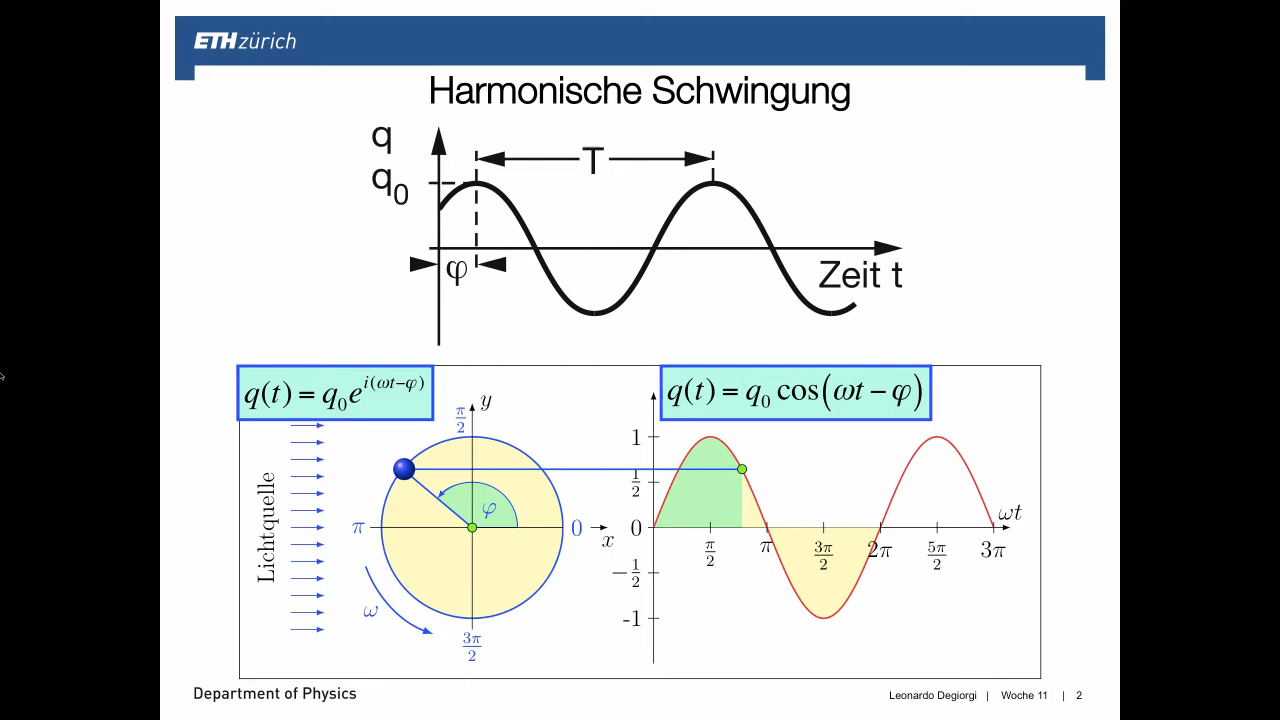 ETH zürich
Harmonische Schwingung
q
T
q₀
φ
Zeit t
q(t) = q₀e^{i(ωt−φ)}
q(t) = q₀ cos(ωt − φ)
π/2
y
1
1/2
Lichtquelle
φ
π
0
x
0
ωt
π/2
π
3π/2
2π
5π/2
3π
−1/2
ω
-1
3π/2
Department of Physics
Leonardo Degiorgi | Woche 11 | 2